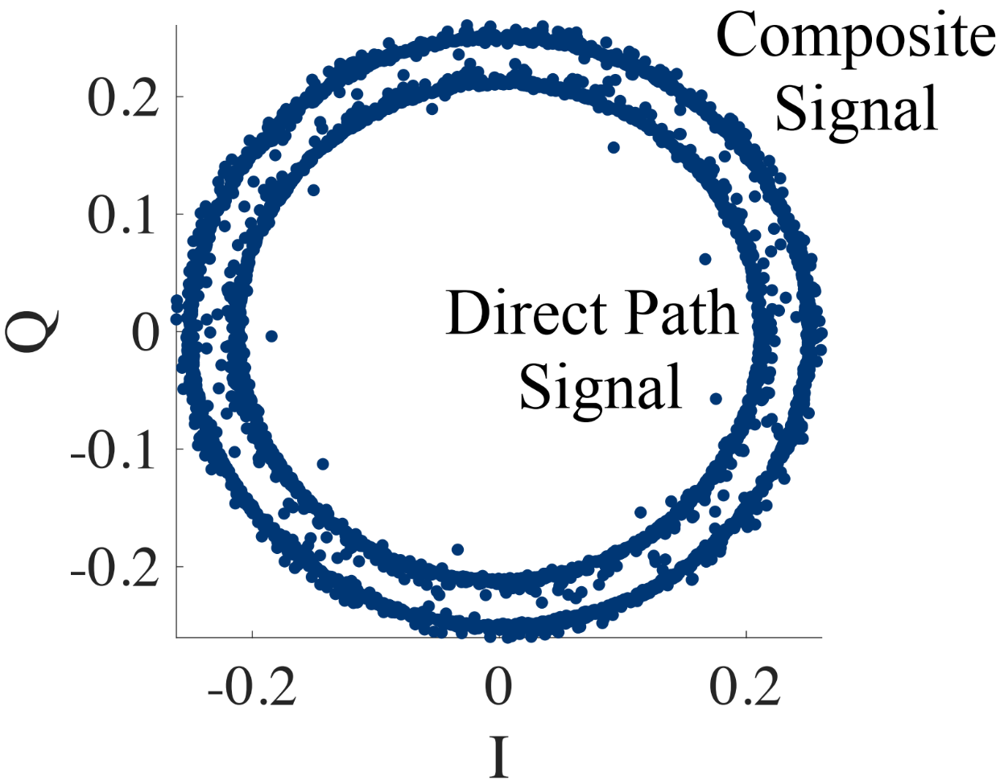 Composite
Signal
0.2
0.1
Direct Path
Q
0
Signal
-0.1
-0.2
-0.2 0 0.2
I